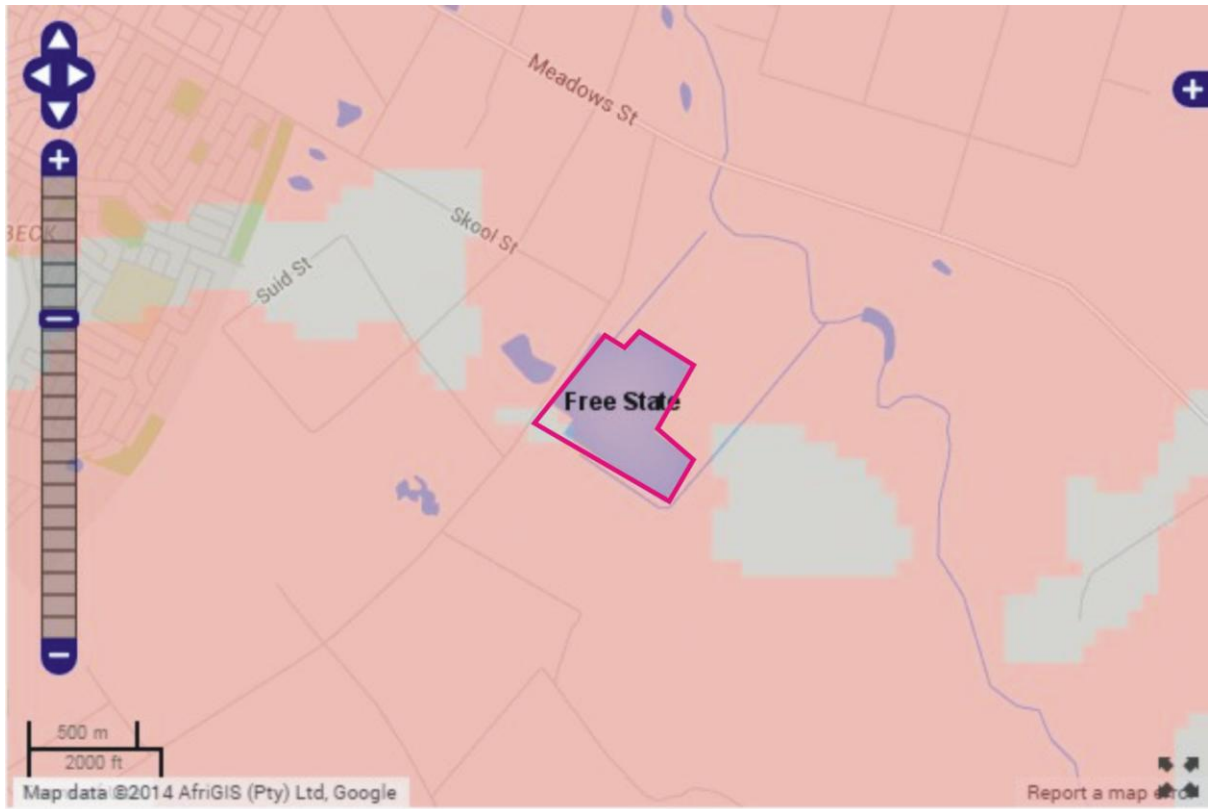 Meadows St
BECK
Skool St
Suid St
Free State
500 m
2000 ft
Map data ©2014 AfriGIS (Pty) Ltd, Google
Report a map